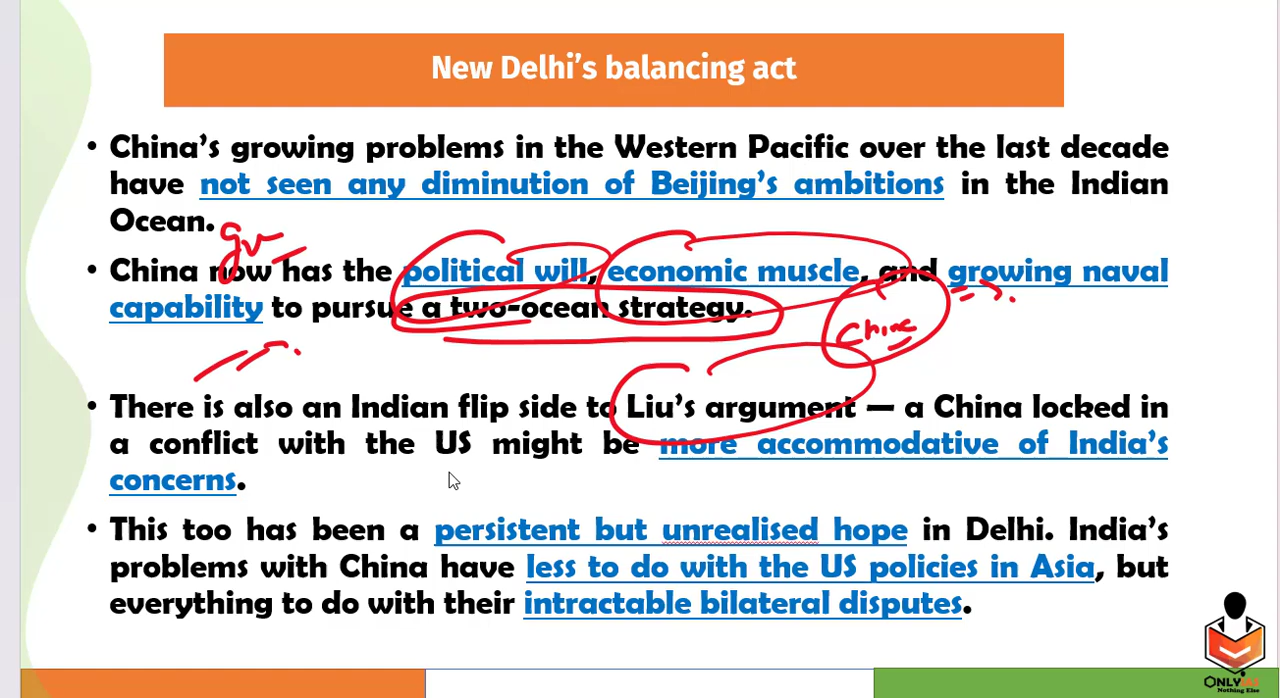 New Delhi's balancing act
• China's growing problems in the Western Pacific over the last decade
have not seen any diminution of Beijing's ambitions in the Indian
Ocean.
• China now has the political will, economic muscle, and growing naval
capability to pursue a two-ocean strategy.
China
• There is also an Indian flip side to Liu's argument — a China locked in
a conflict with the US might be more accommodative of India's
concerns.
• This too has been a persistent but unrealised hope in Delhi. India's
problems with China have less to do with the US policies in Asia, but
everything to do with their intractable bilateral disputes.
ONLY
Nothing Else